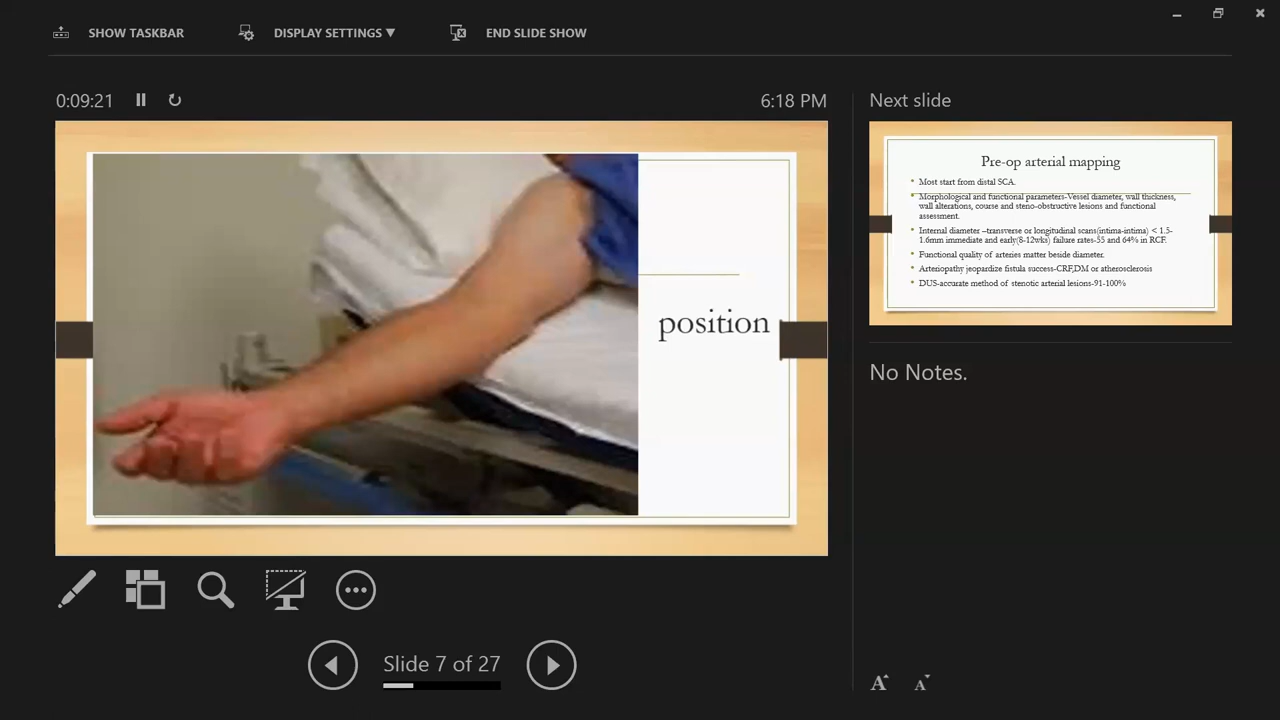 SHOW TASKBAR
DISPLAY SETTINGS ▼
END SLIDE SHOW
0:09:21
6:18 PM
Next slide
position
Pre-op arterial mapping
• Most start from distal SCA.
• Morphological and functional parameters-Vessel diameter, wall thickness,
wall alterations, course and steno-obstructive lesions and functional
assessment.
• Internal diameter –transverse or longitudinal scans(intima-intima) < 1.5-
1.6mm immediate and early(8-12wks) failure rates-55 and 64% in RCF.
• Functional quality of arteries matter beside diameter.
• Arteriopathy jeopardize fistula success-CRF,DM or atherosclerosis
• DUS-accurate method of stenotic arterial lesions-91-100%
No Notes.
Slide 7 of 27
A A